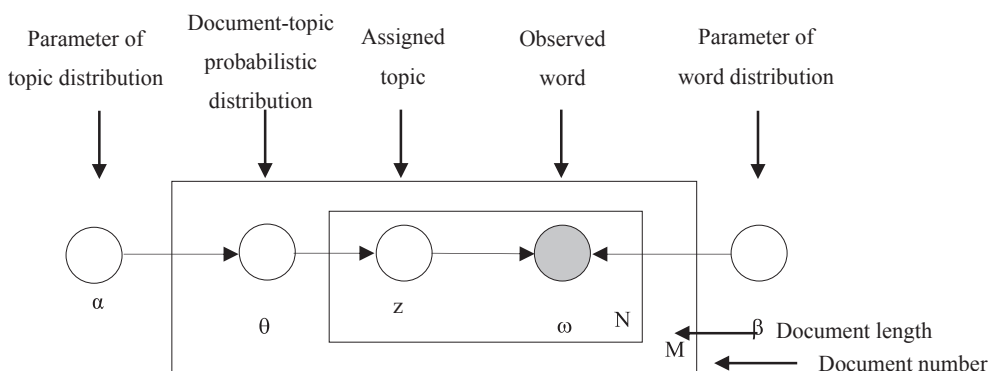 Parameter of
topic distribution
Document-topic
probabilistic
distribution
Assigned
topic
Observed
word
Parameter of
word distribution
α
θ
z
ω
N
M
β
Document length
Document number